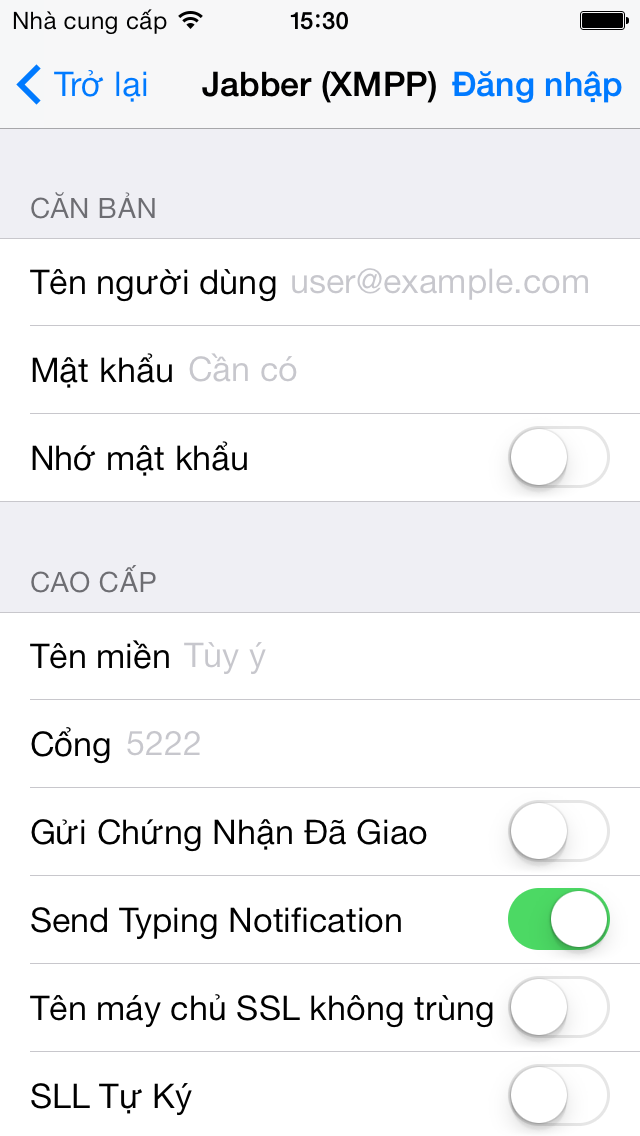 Nhà cung cấp 15:30
Trở lại Jabber (XMPP) Đăng nhập
CĂN BẢN
Tên người dùng user@example.com
Mật khẩu Cần có
Nhớ mật khẩu
CAO CẤP
Tên miền Tùy ý
Cổng 5222
Gửi Chứng Nhận Đã Giao
Send Typing Notification
Tên máy chủ SSL không trùng
SLL Tự Ký